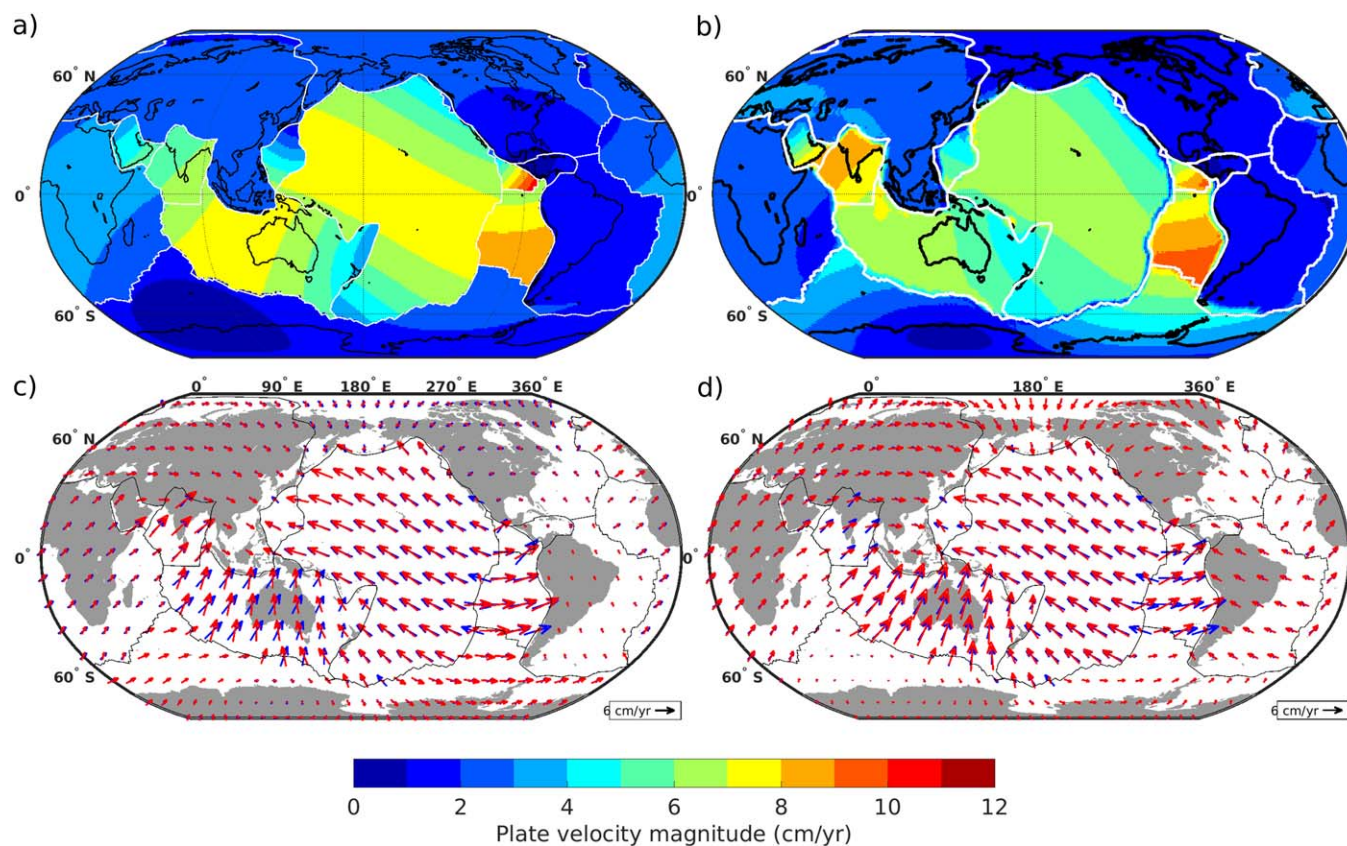 a)
b)
60° N
60° N
0°
0°
60° S
60° S
c)
0° 90° E 180° E 270° E 360° E
d)
0° 180° E 360° E
60° N
60° N
0°
0°
60° S
60° S
6 cm/yr
6 cm/yr
0 2 4 6 8 10 12
Plate velocity magnitude (cm/yr)